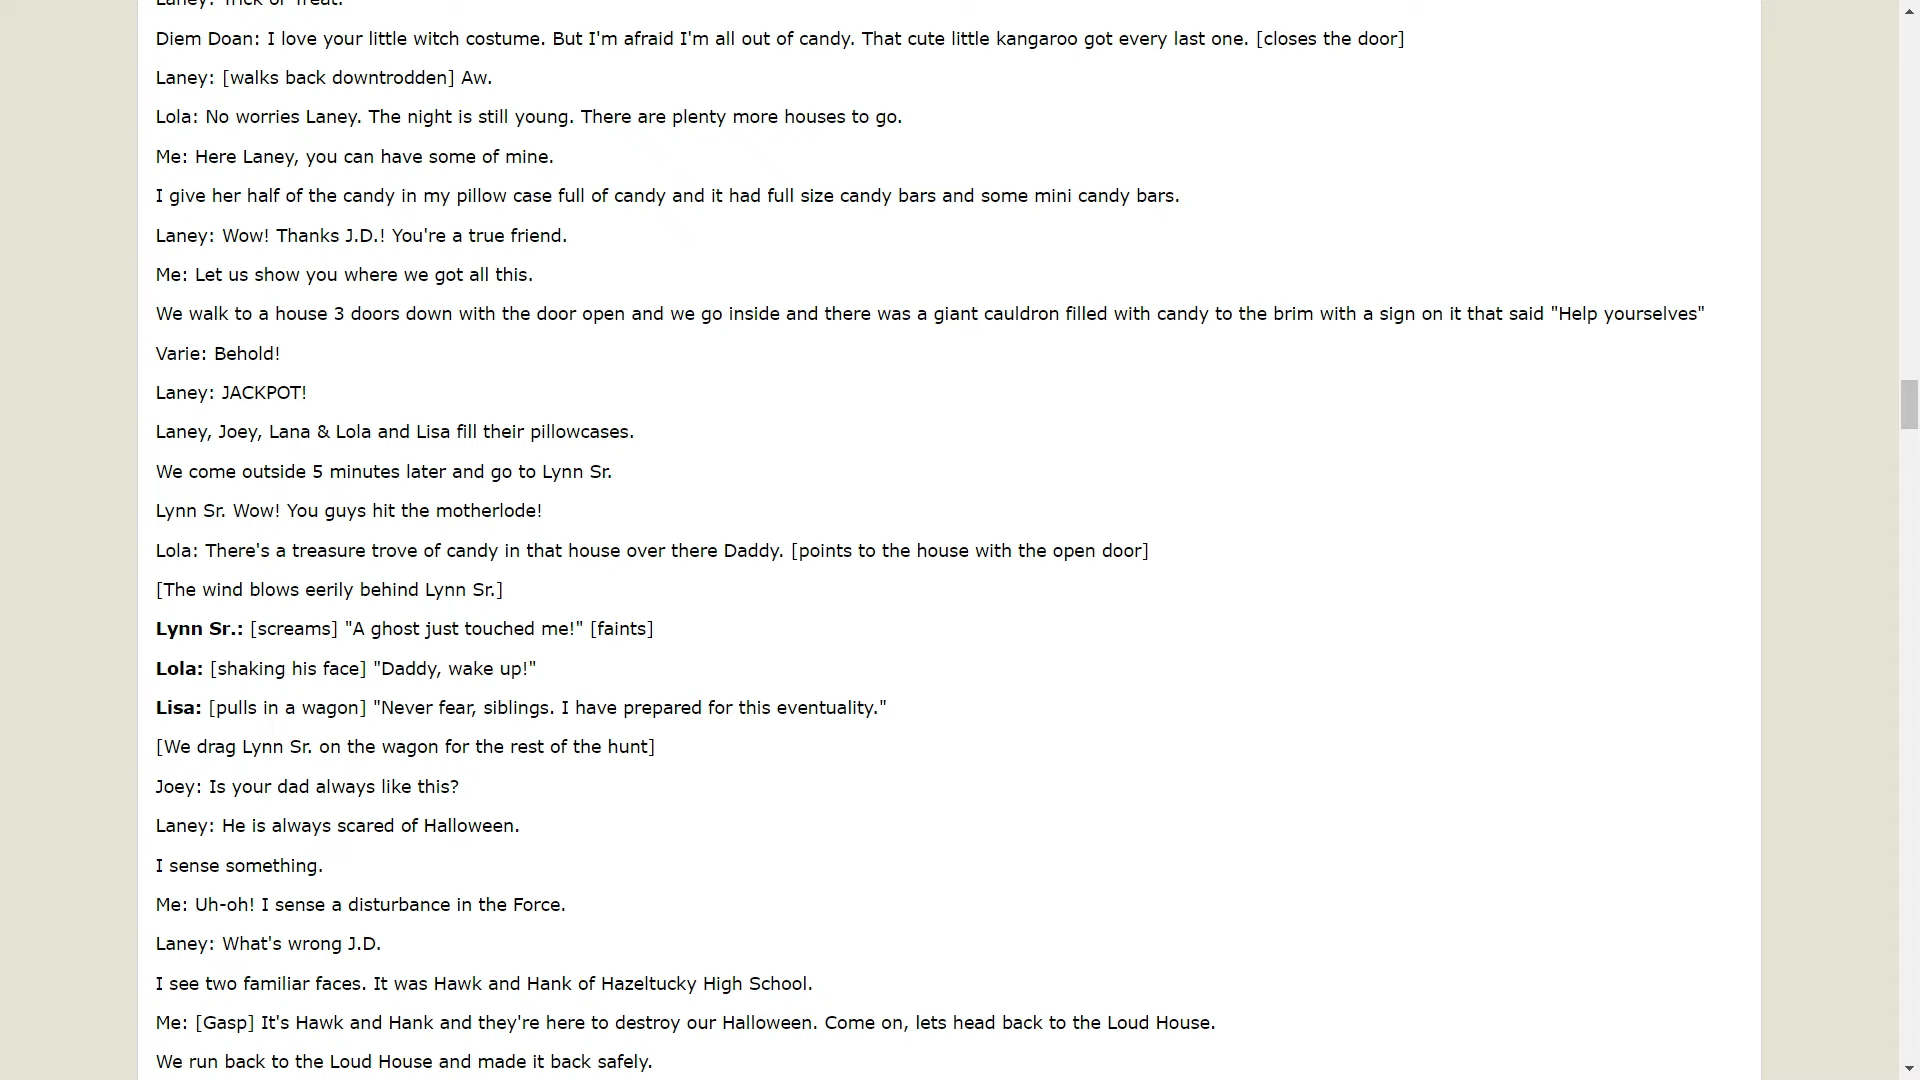 Laney: Trick or Treat.
Diem Doan: I love your little witch costume. But I'm afraid I'm all out of candy. That cute little kangaroo got every last one. [closes the door]
Laney: [walks back downtrodden] Aw.
Lola: No worries Laney. The night is still young. There are plenty more houses to go.
Me: Here Laney, you can have some of mine.
I give her half of the candy in my pillow case full of candy and it had full size candy bars and some mini candy bars.
Laney: Wow! Thanks J.D.! You're a true friend.
Me: Let us show you where we got all this.
We walk to a house 3 doors down with the door open and we go inside and there was a giant cauldron filled with candy to the brim with a sign on it that said "Help yourselves"
Varie: Behold!
Laney: JACKPOT!
Laney, Joey, Lana & Lola and Lisa fill their pillowcases.
We come outside 5 minutes later and go to Lynn Sr.
Lynn Sr. Wow! You guys hit the motherlode!
Lola: There's a treasure trove of candy in that house over there Daddy. [points to the house with the open door]
[The wind blows eerily behind Lynn Sr.]
Lynn Sr.: [screams] "A ghost just touched me!" [faints]
Lola: [shaking his face] "Daddy, wake up!"
Lisa: [pulls in a wagon] "Never fear, siblings. I have prepared for this eventuality."
[We drag Lynn Sr. on the wagon for the rest of the hunt]
Joey: Is your dad always like this?
Laney: He is always scared of Halloween.
I sense something.
Me: Uh-oh! I sense a disturbance in the Force.
Laney: What's wrong J.D.
I see two familiar faces. It was Hawk and Hank of Hazeltucky High School.
Me: [Gasp] It's Hawk and Hank and they're here to destroy our Halloween. Come on, lets head back to the Loud House.
We run back to the Loud House and made it back safely.